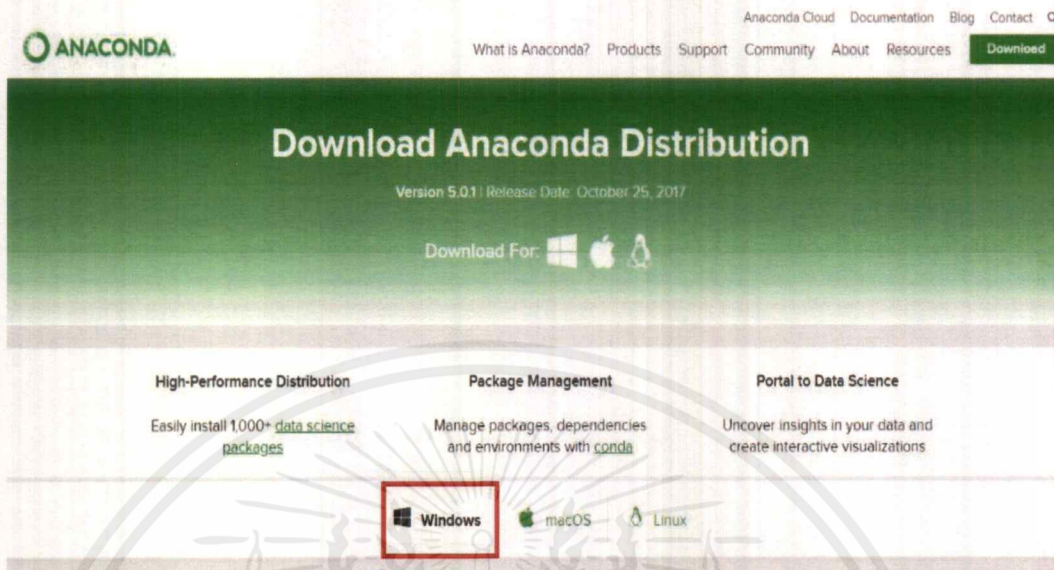 Anaconda Cloud Documentation Blog Contact
ANACONDA.
What is Anaconda? Products Support Community About Resources Download
Download Anaconda Distribution
Version 5.0.1 | Release Date: October 25, 2017
Download For:
High-Performance Distribution
Easily install 1,000+ data science
packages
Package Management
Manage packages, dependencies
and environments with conda
Portal to Data Science
Uncover insights in your data and
create interactive visualizations
Windows macOS Linux